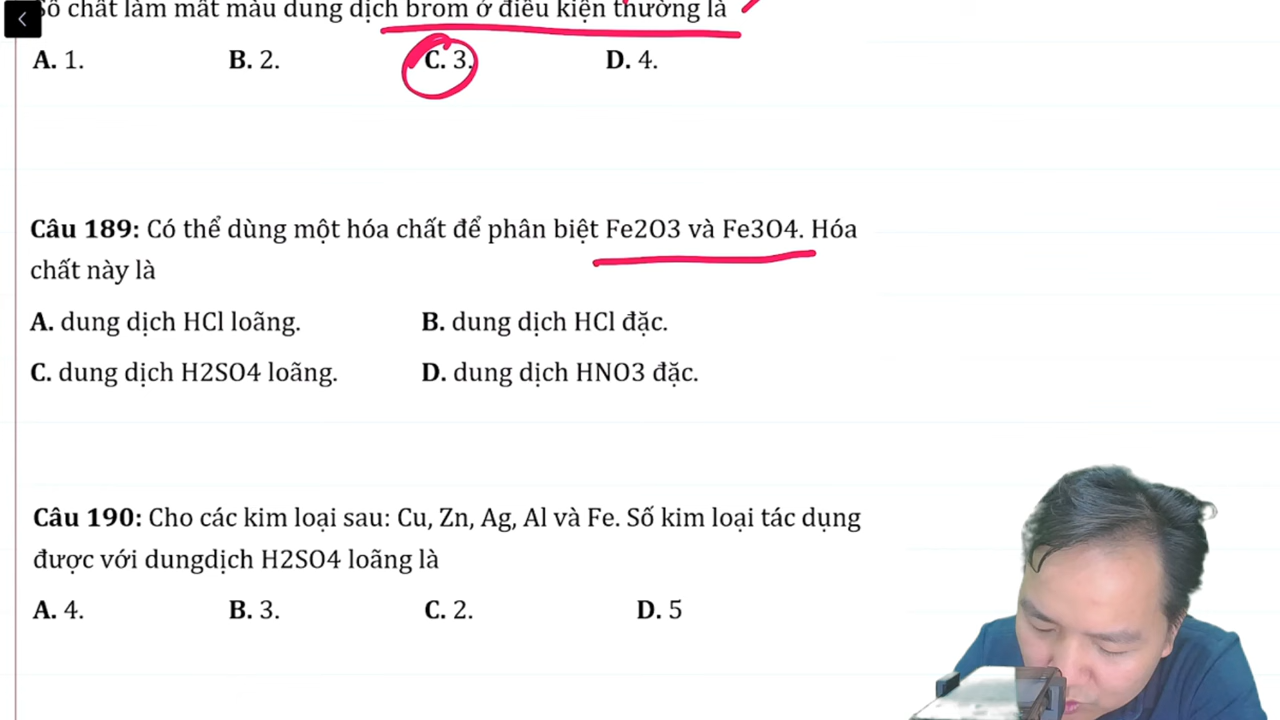 Số chất làm mất màu dung dịch brom ở điều kiện thường là
A. 1. B. 2. C. 3. D. 4.
Câu 189: Có thể dùng một hóa chất để phân biệt Fe2O3 và Fe3O4. Hóa
chất này là
A. dung dịch HCl loãng. B. dung dịch HCl đặc.
C. dung dịch H2SO4 loãng. D. dung dịch HNO3 đặc.
Câu 190: Cho các kim loại sau: Cu, Zn, Ag, Al và Fe. Số kim loại tác dụng
được với dungdịch H2SO4 loãng là
A. 4. B. 3. C. 2. D. 5